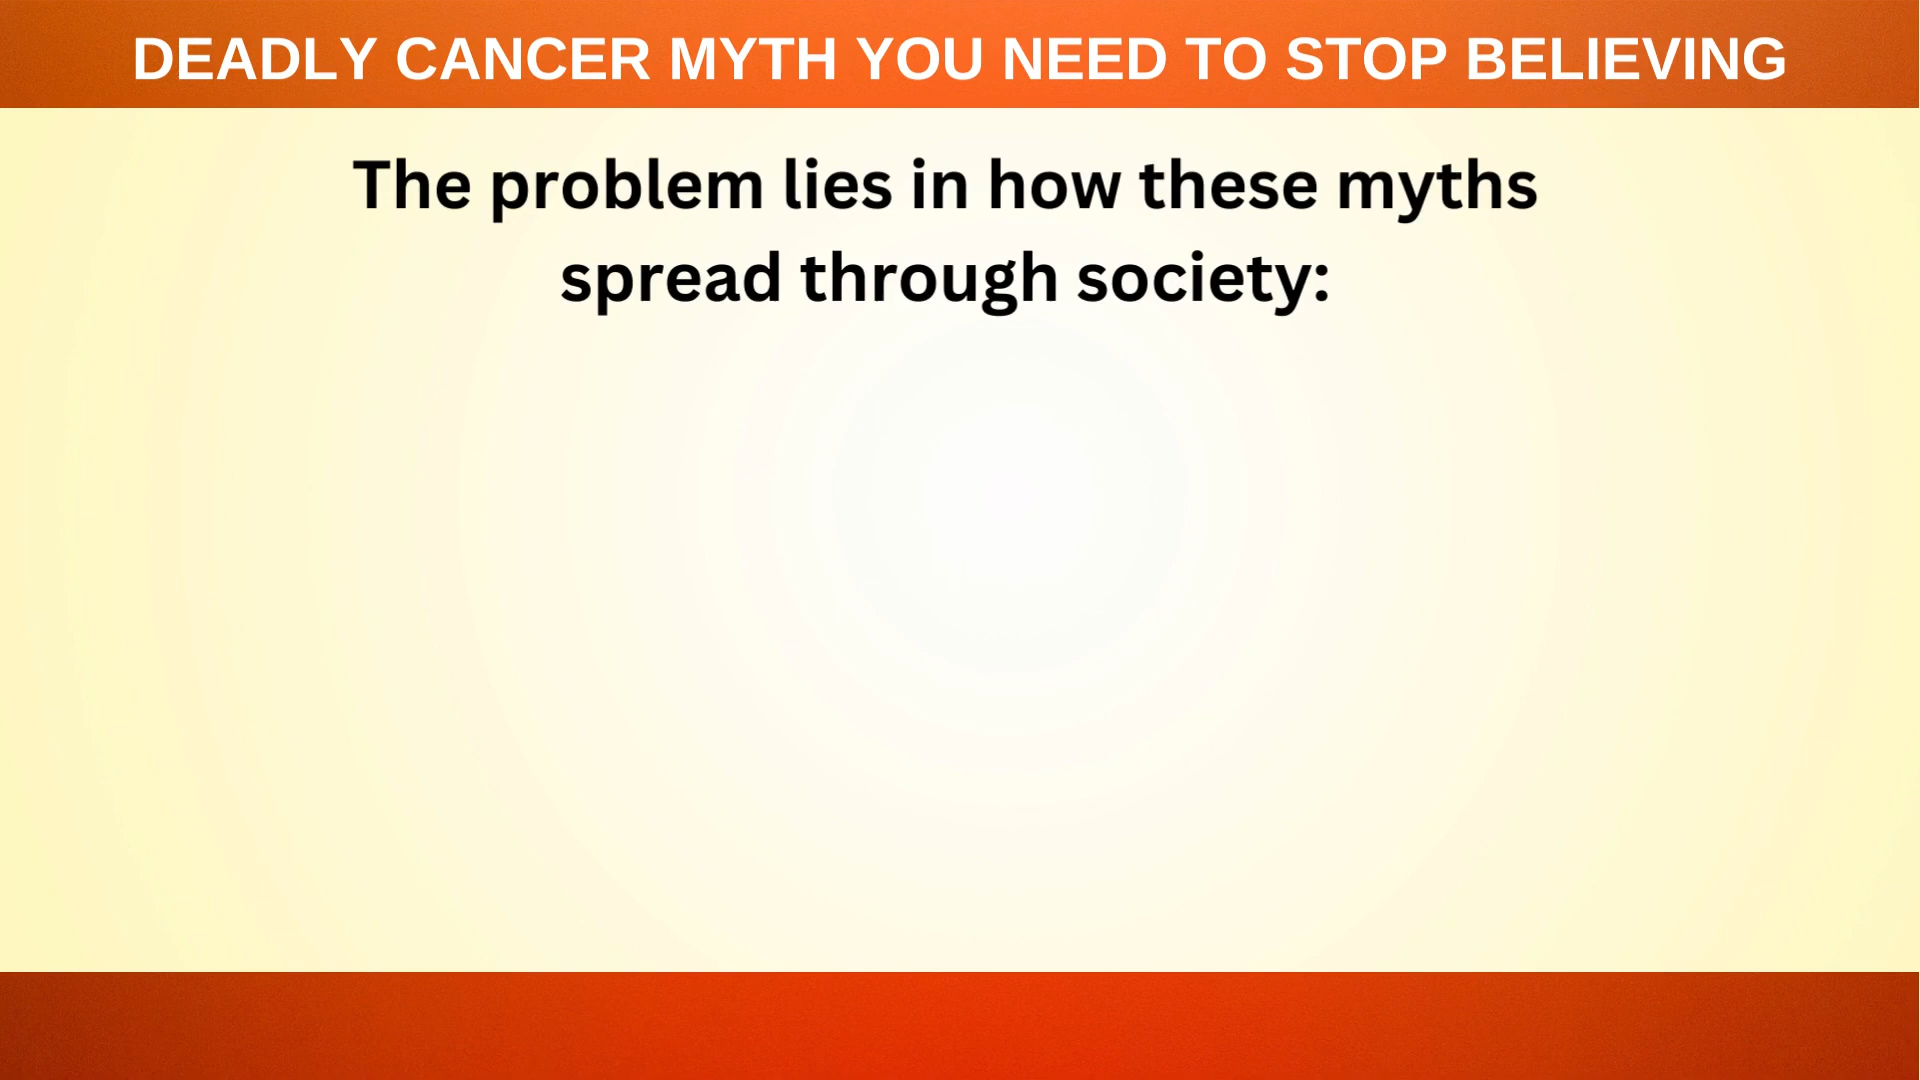 DEADLY CANCER MYTH YOU NEED TO STOP BELIEVING
The problem lies in how these myths
spread through society: